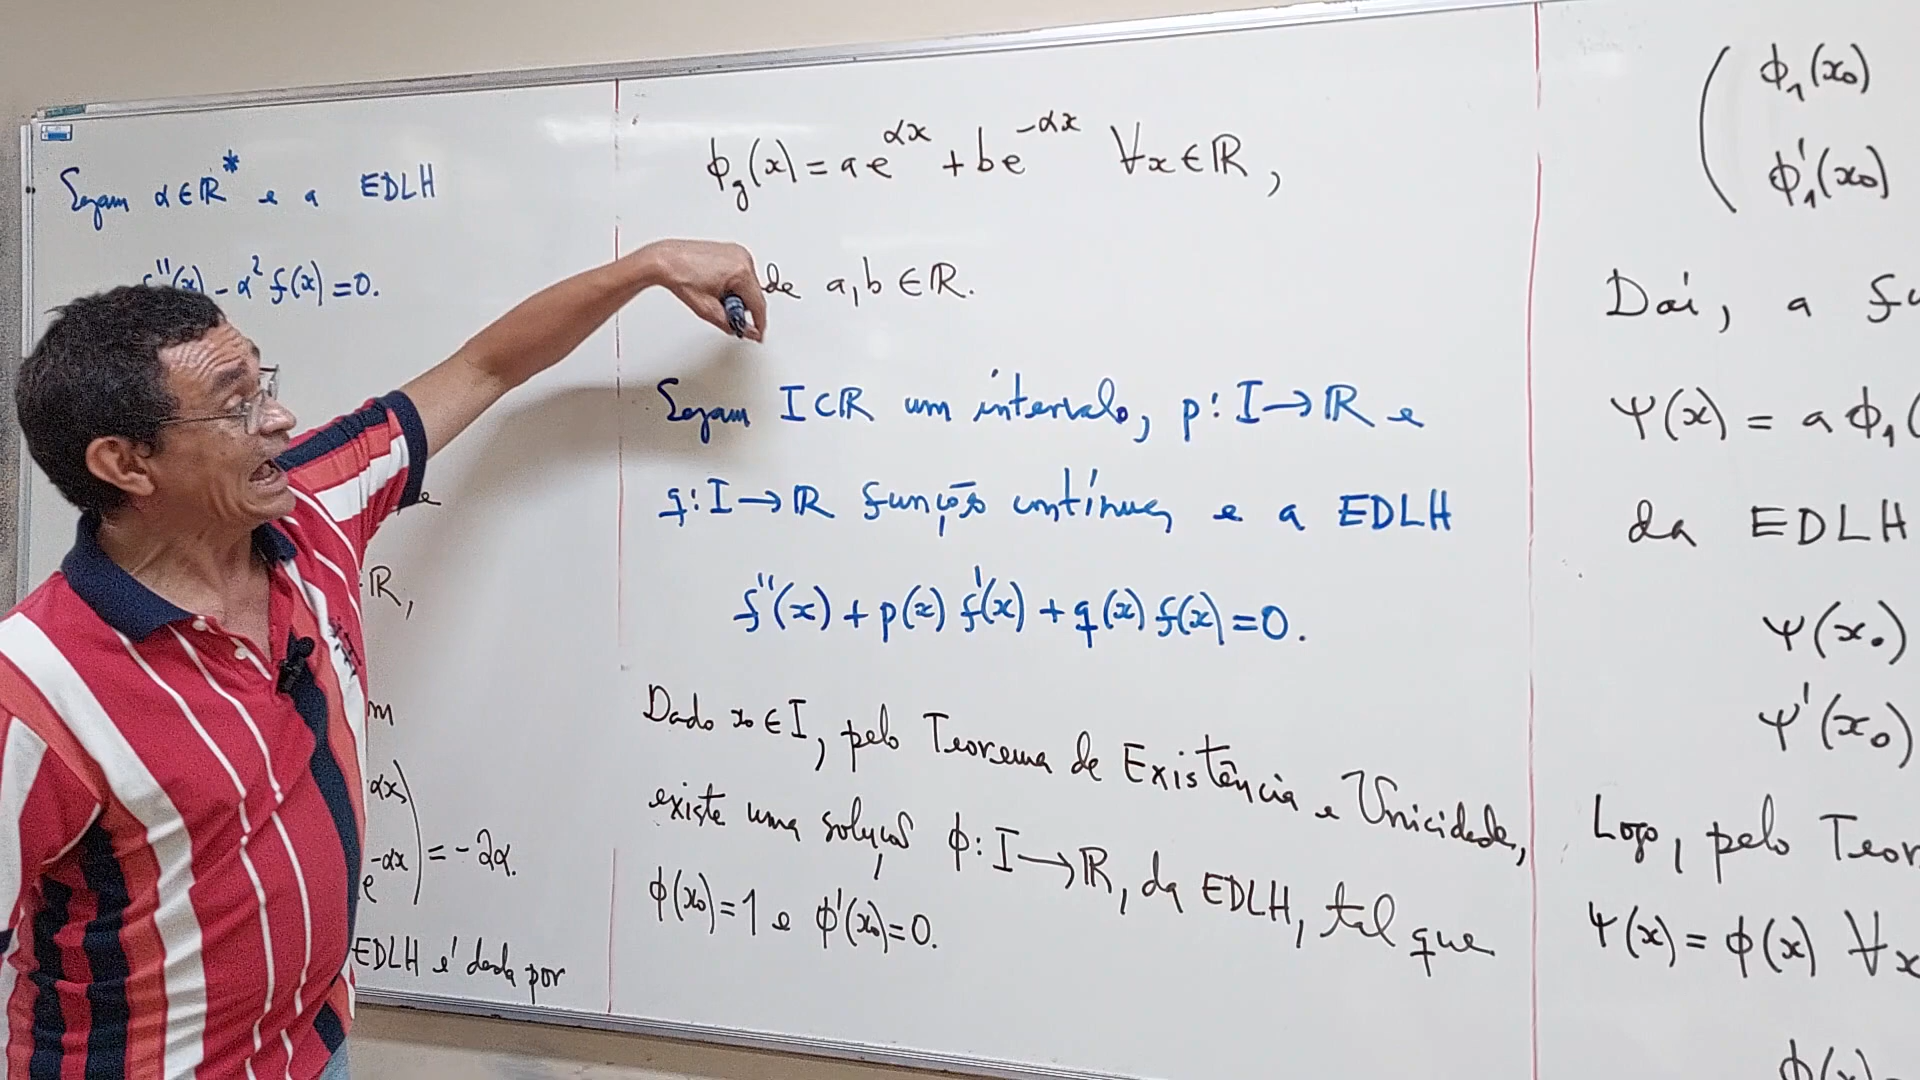 Sejam α∈ℝ* e a EDLH
f''(x) - α² f(x) = 0.
e
ℝ,
m
αx)
e^{-αx}) = -2α.
EDLH é dada por
ϕ_g(x) = a e^{αx} + b e^{-αx} ∀x∈ℝ,
de a, b ∈ℝ.
Sejam I⊂ℝ um intervalo, p: I→ℝ e
q: I→ℝ função contínua, e a EDLH
f''(x) + p(x) f'(x) + q(x) f(x) = 0.
Dado x₀∈I, pelo Teorema de Existência e Unicidade,
existe uma solução, ϕ: I→ℝ, da EDLH, tal que
ϕ(x₀)=1 e ϕ'(x₀)=0.
( ϕ₁(x₀)
ϕ₁'(x₀)
Daí, a fu
Ψ(x) = a ϕ₁(
da EDLH
Ψ(x₀)
Ψ'(x₀)
Logo, pelo Teor
Ψ(x) = ϕ(x) ∀x
ϕ(x)